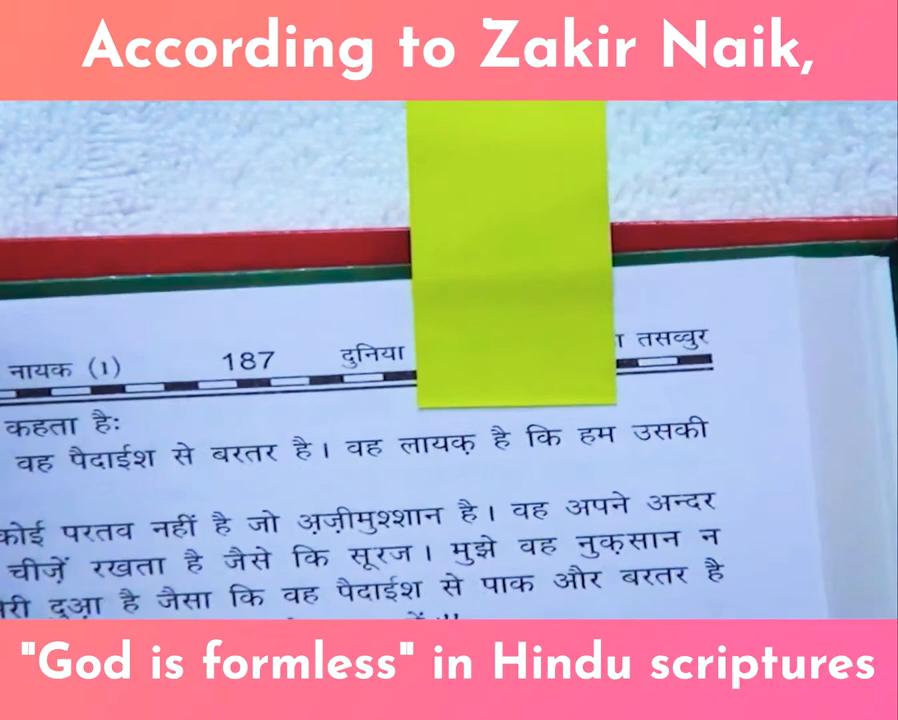 According to Zakir Naik,
नायक (1) 187 दुनिया तसव्वुर
कहता है:
वह पैदाईश से बरतर है। वह लायक़ है कि हम उसकी
कोई परतव नहीं है जो अ़ज़ीमुश्शान है। वह अपने अन्दर
चीज़ें रखता है जैसे कि सूरज। मुझे वह नुक़सान न
दुआ़ है जैसा कि वह पैदाईश से पाक और बरतर है
"God is formless" in Hindu scriptures